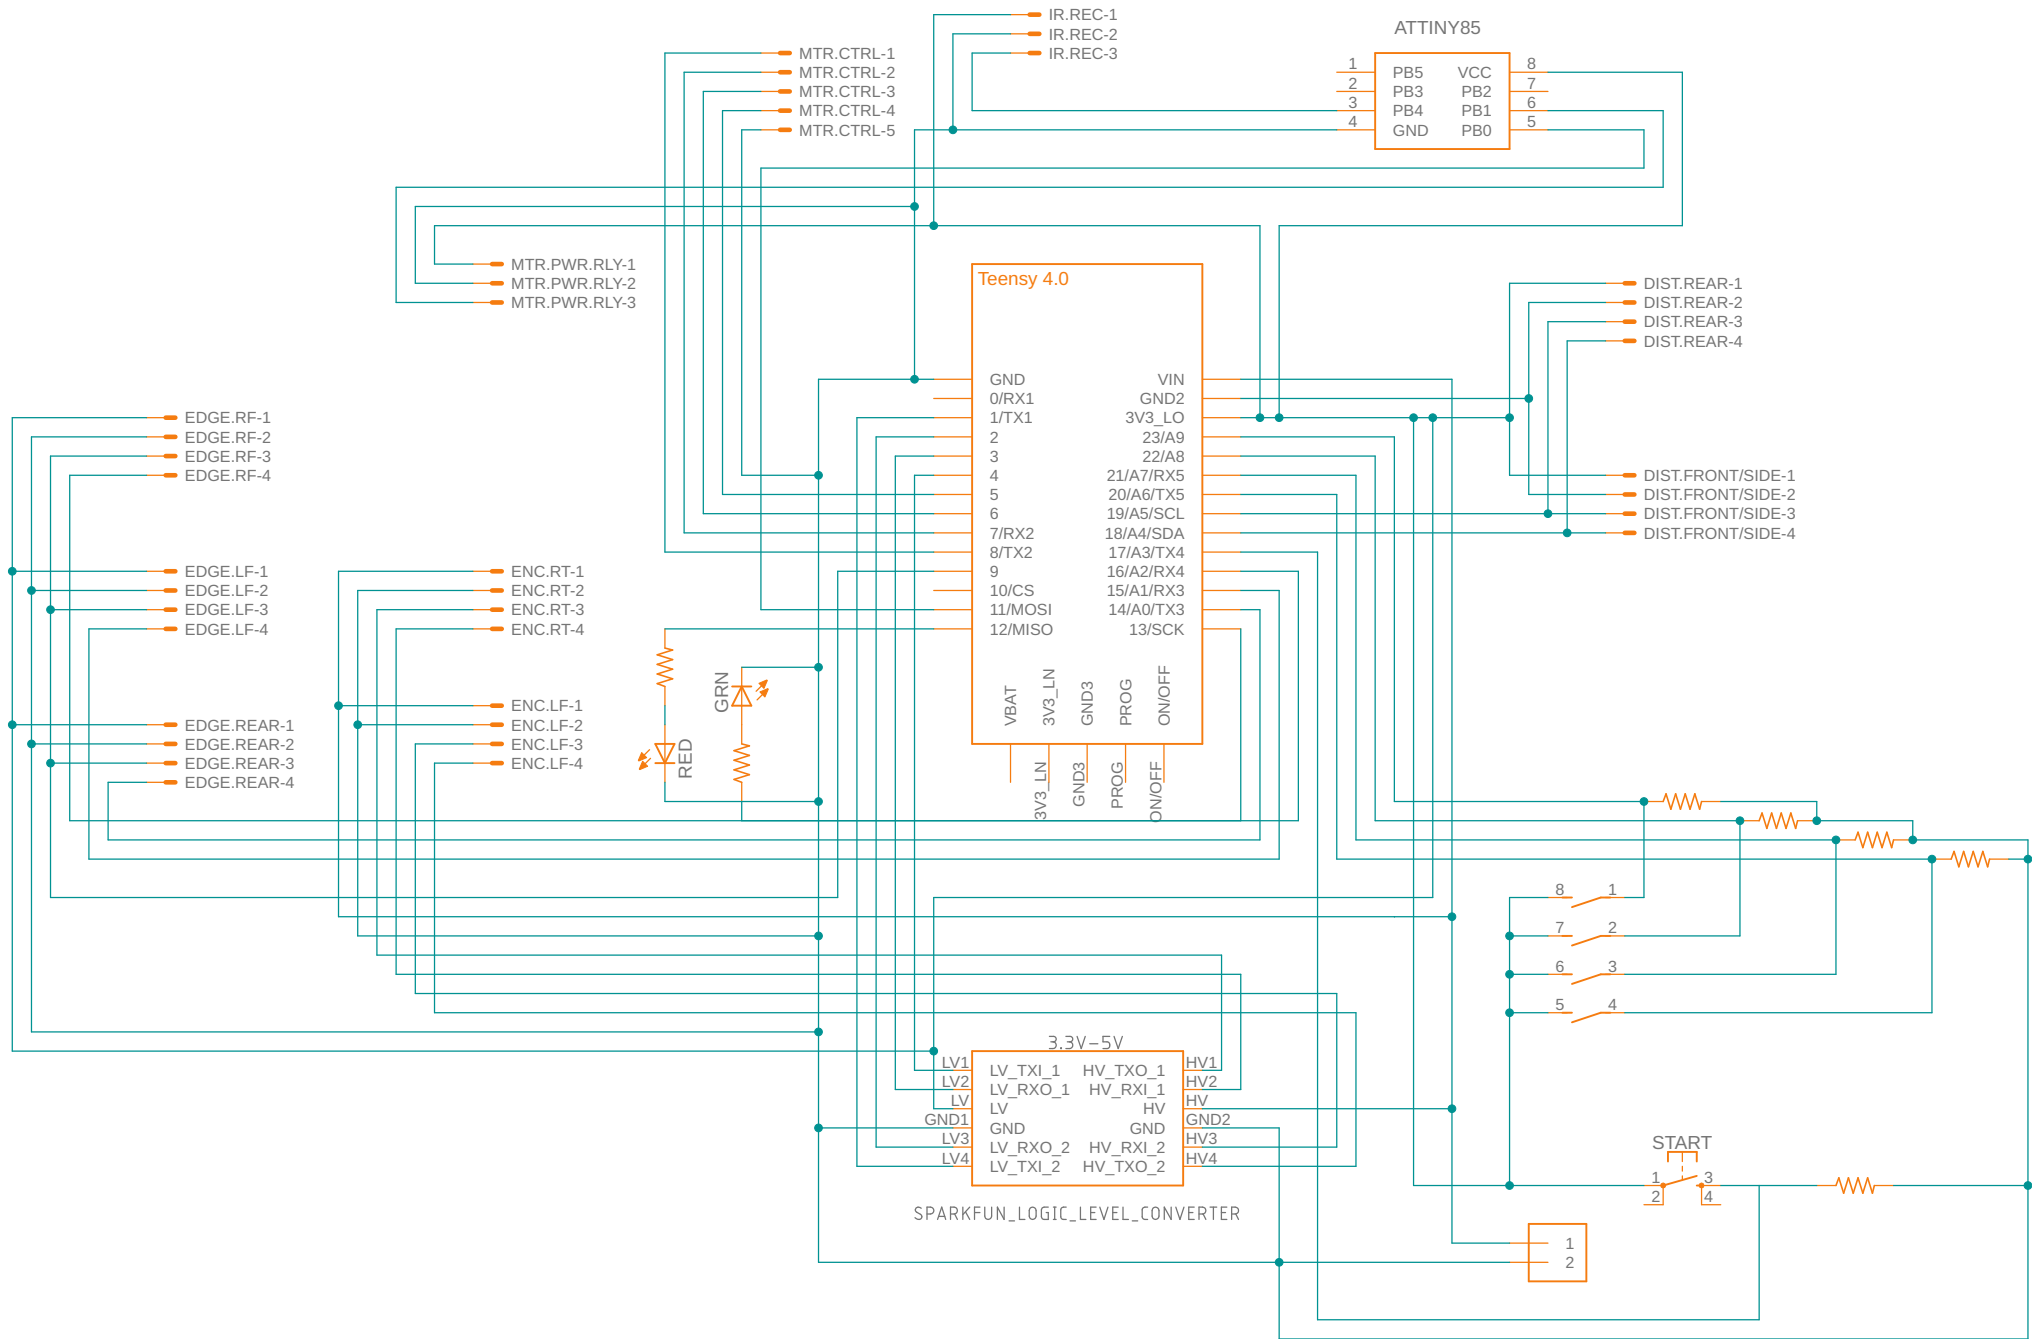 IR.REC-1
IR.REC-2
IR.REC-3
ATTINY85
MTR.CTRL-1
MTR.CTRL-2
MTR.CTRL-3
MTR.CTRL-4
MTR.CTRL-5
1 PB5 VCC 8
2 PB3 PB2 7
3 PB4 PB1 6
4 GND PB0 5
MTR.PWR.RLY-1
MTR.PWR.RLY-2
MTR.PWR.RLY-3
Teensy 4.0
DIST.REAR-1
DIST.REAR-2
DIST.REAR-3
DIST.REAR-4
GND VIN
0/RX1 GND2
1/TX1 3V3_LO
2 23/A9
3 22/A8
4 21/A7/RX5
5 20/A6/TX5
6 19/A5/SCL
7/RX2 18/A4/SDA
8/TX2 17/A3/TX4
9 16/A2/RX4
10/CS 15/A1/RX3
11/MOSI 14/A0/TX3
12/MISO 13/SCK
VBAT
3V3_LN
GND3
PROG
ON/OFF
3V3_LN
GND3
PROG
ON/OFF
EDGE.RF-1
EDGE.RF-2
EDGE.RF-3
EDGE.RF-4
DIST.FRONT/SIDE-1
DIST.FRONT/SIDE-2
DIST.FRONT/SIDE-3
DIST.FRONT/SIDE-4
EDGE.LF-1
EDGE.LF-2
EDGE.LF-3
EDGE.LF-4
ENC.RT-1
ENC.RT-2
ENC.RT-3
ENC.RT-4
GRN
RED
EDGE.REAR-1
EDGE.REAR-2
EDGE.REAR-3
EDGE.REAR-4
ENC.LF-1
ENC.LF-2
ENC.LF-3
ENC.LF-4
8 1
7 2
6 3
5 4
3.3V-5V
LV1 LV_TXI_1 HV_TXO_1 HV1
LV2 LV_RXO_1 HV_RXI_1 HV2
LV LV HV HV
GND1 GND GND GND2
LV3 LV_RXO_2 HV_RXI_2 HV3
LV4 LV_TXI_2 HV_TXO_2 HV4
SPARKFUN_LOGIC_LEVEL_CONVERTER
START
1 3
2 4
1
2